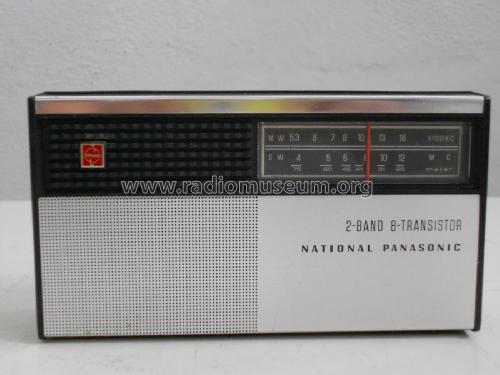 MW 53 6 7 8 10 13 16 X100KC
SW 4 5 6 8 10 12 MC
75 60 49 41 31 25 meter
www.radiomuseum.org
2-BAND 8-TRANSISTOR
NATIONAL PANASONIC